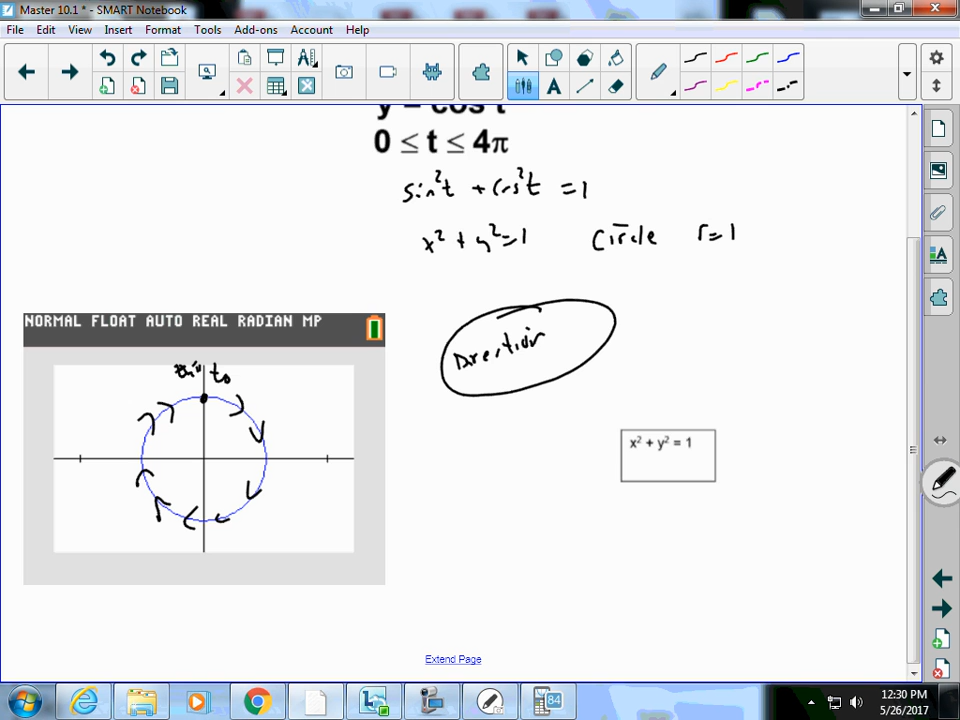 Master 10.1 * - SMART Notebook
File Edit View Insert Format Tools Add-ons Account Help
y = cos t
0 ≤ t ≤ 4π
sin²t + cos²t = 1
x² + y² = 1 Circle r = 1
NORMAL FLOAT AUTO REAL RADIAN MP
t₀
Direction
x² + y² = 1
Extend Page
84
12:30 PM
5/26/2017